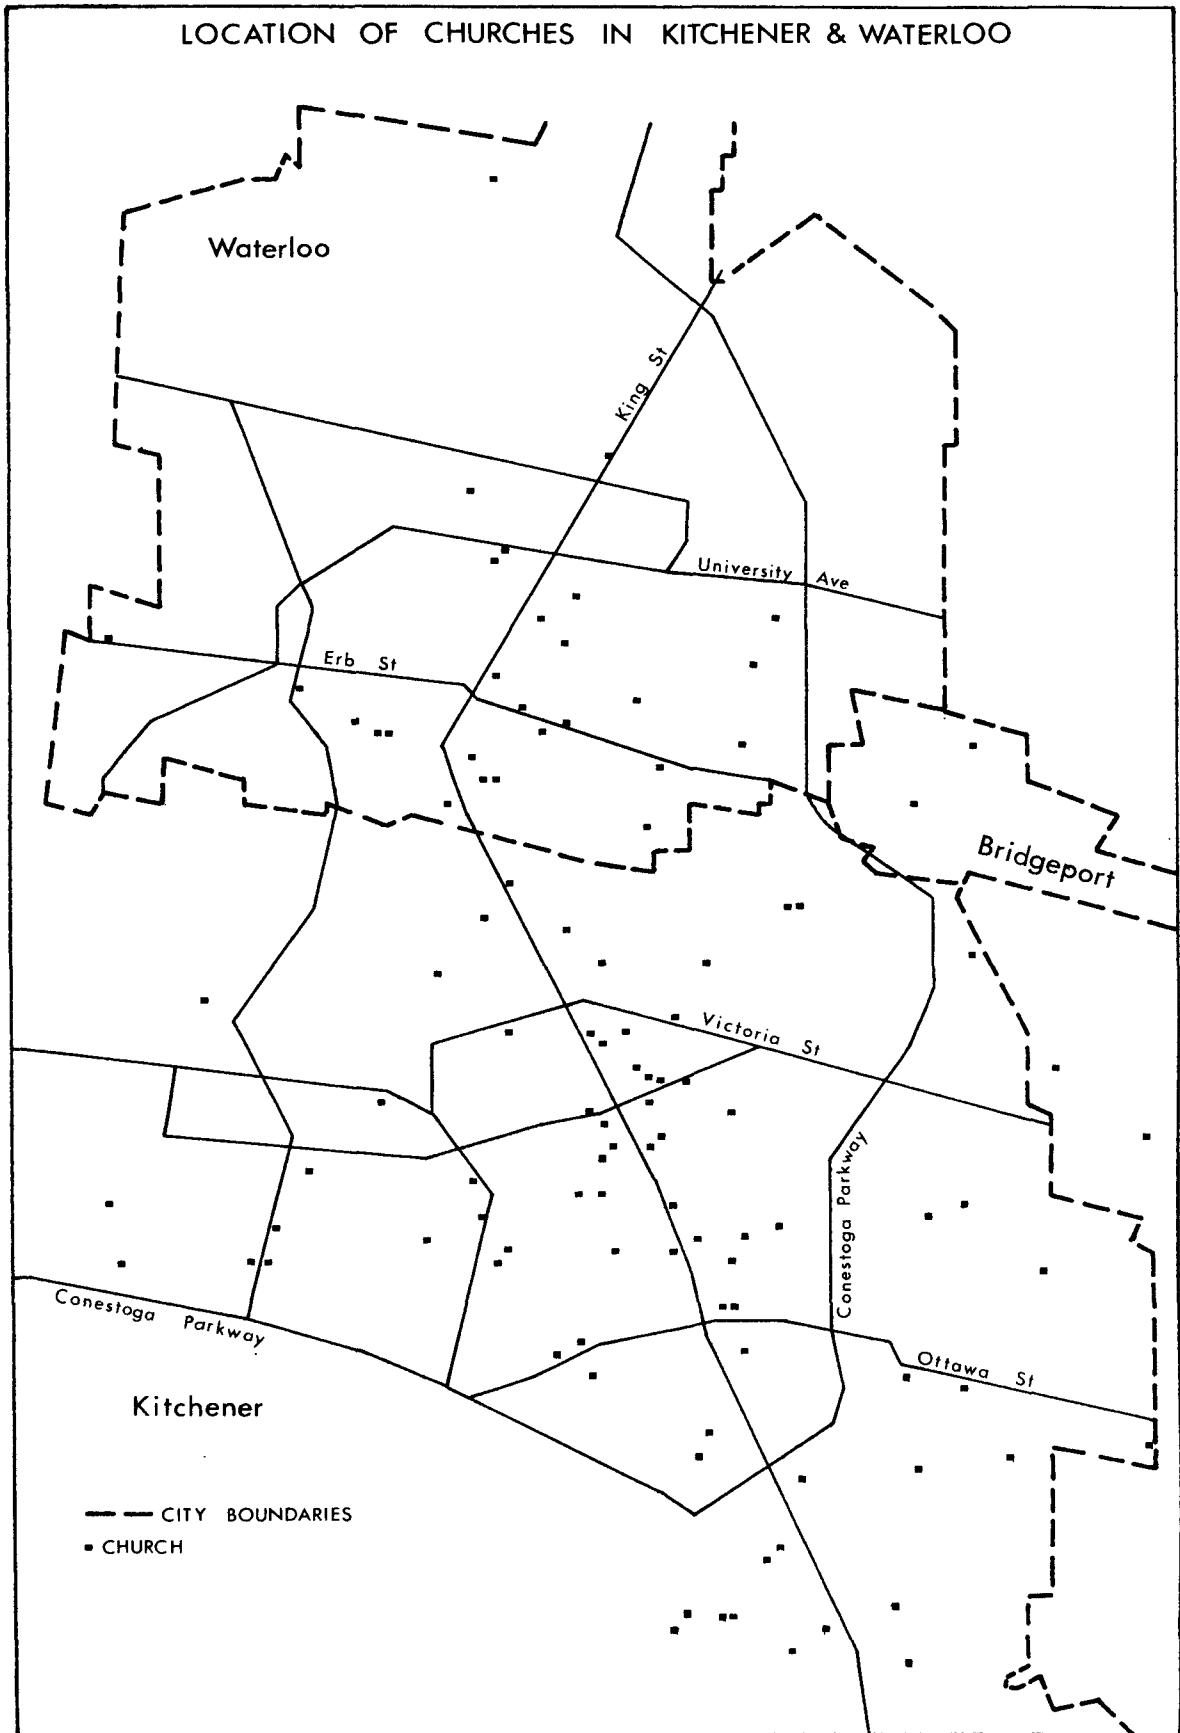 LOCATION OF CHURCHES IN KITCHENER & WATERLOO
Waterloo
King St
University Ave
Erb St
Bridgeport
Victoria St
Conestoga Parkway
Conestoga Parkway
Ottawa St
Kitchener
CITY BOUNDARIES
CHURCH